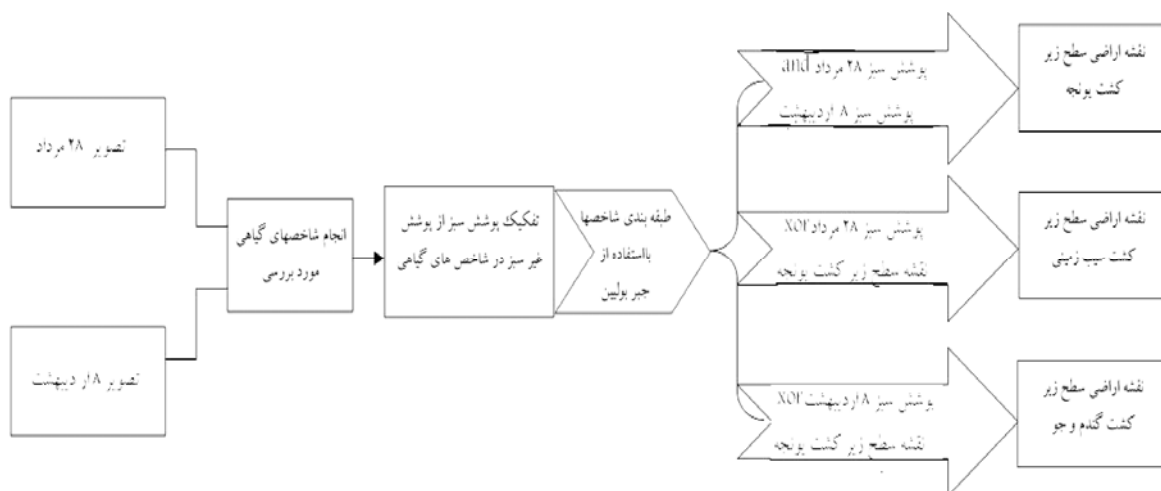 تصویر ۲۸ مرداد
تصویر ۸ اردیبهشت
انجام شاخصهای گیاهی
مورد بررسی
تفکیک پوشش سبز از پوشش
غیر سبز در شاخص های گیاهی
طبقه بندی شاخصها
بااستفاده از
جبر بولین
پوشش سبز ۲۸ مرداد and
پوشش سبز ۸ اردیبهشت
نقشه اراضی سطح زیر
کشت یونجه
پوشش سبز ۲۸ مرداد xor
نقشه سطح زیر کشت یونجه
نقشه اراضی سطح زیر
کشت سیب زمینی
پوشش سبز ۸ اردیبهشت xor
نقشه سطح زیر کشت یونجه
نقشه اراضی سطح زیر
کشت گندم و جو